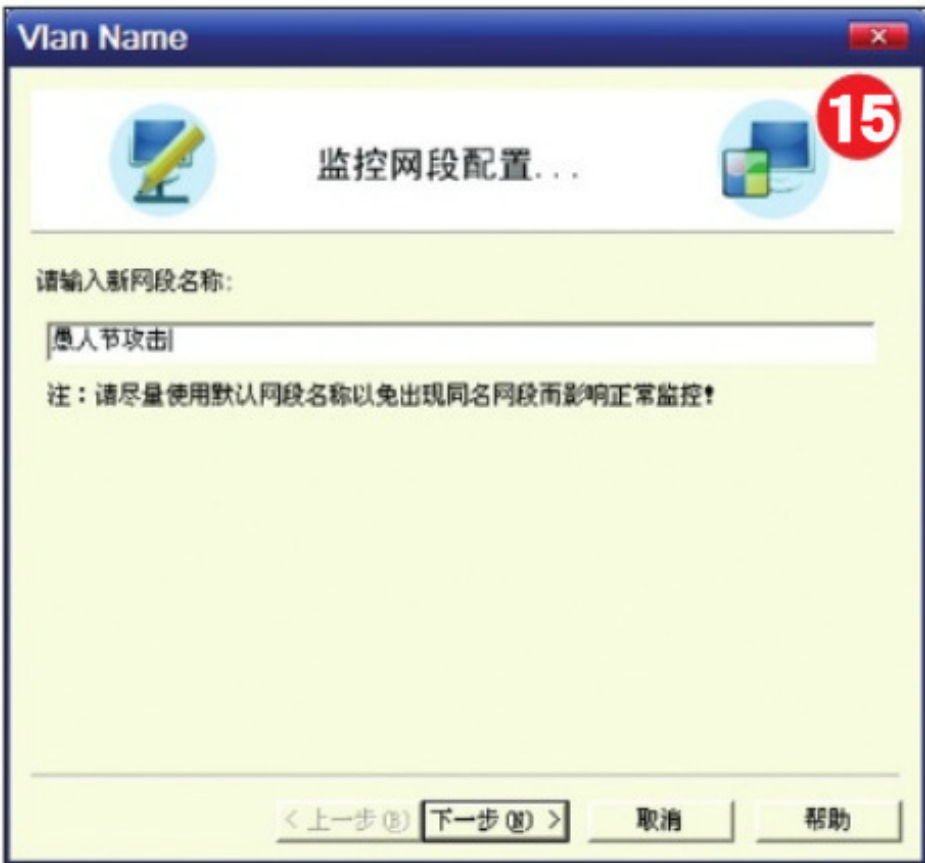 Vlan Name
15
监控网段配置...
请输入新网段名称:
愚人节攻击
注：请尽量使用默认网段名称以免出现同名网段而影响正常监控!
< 上一步(B) 下一步(N) > 取消 帮助